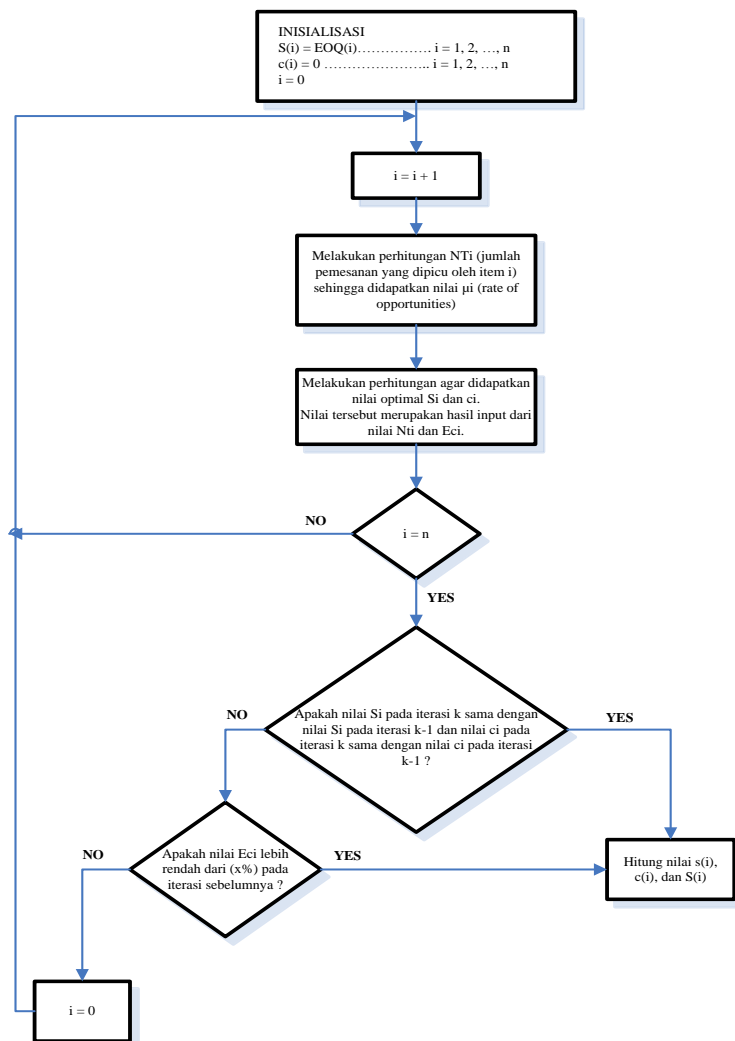 INISIALISASI
S(i) = EOQ(i)…………… i = 1, 2, …, n
c(i) = 0 ………………….. i = 1, 2, …, n
i = 0
i = i + 1
Melakukan perhitungan NTi (jumlah
pemesanan yang dipicu oleh item i)
sehingga didapatkan nilai µi (rate of
opportunities)
Melakukan perhitungan agar didapatkan
nilai optimal Si dan ci.
Nilai tersebut merupakan hasil input dari
nilai Nti dan Eci.
NO
i = n
YES
NO
Apakah nilai Si pada iterasi k sama dengan
nilai Si pada iterasi k-1 dan nilai ci pada
iterasi k sama dengan nilai ci pada iterasi
k-1 ?
YES
NO
Apakah nilai Eci lebih
rendah dari (x%) pada
iterasi sebelumnya ?
YES
Hitung nilai s(i),
c(i), dan S(i)
i = 0